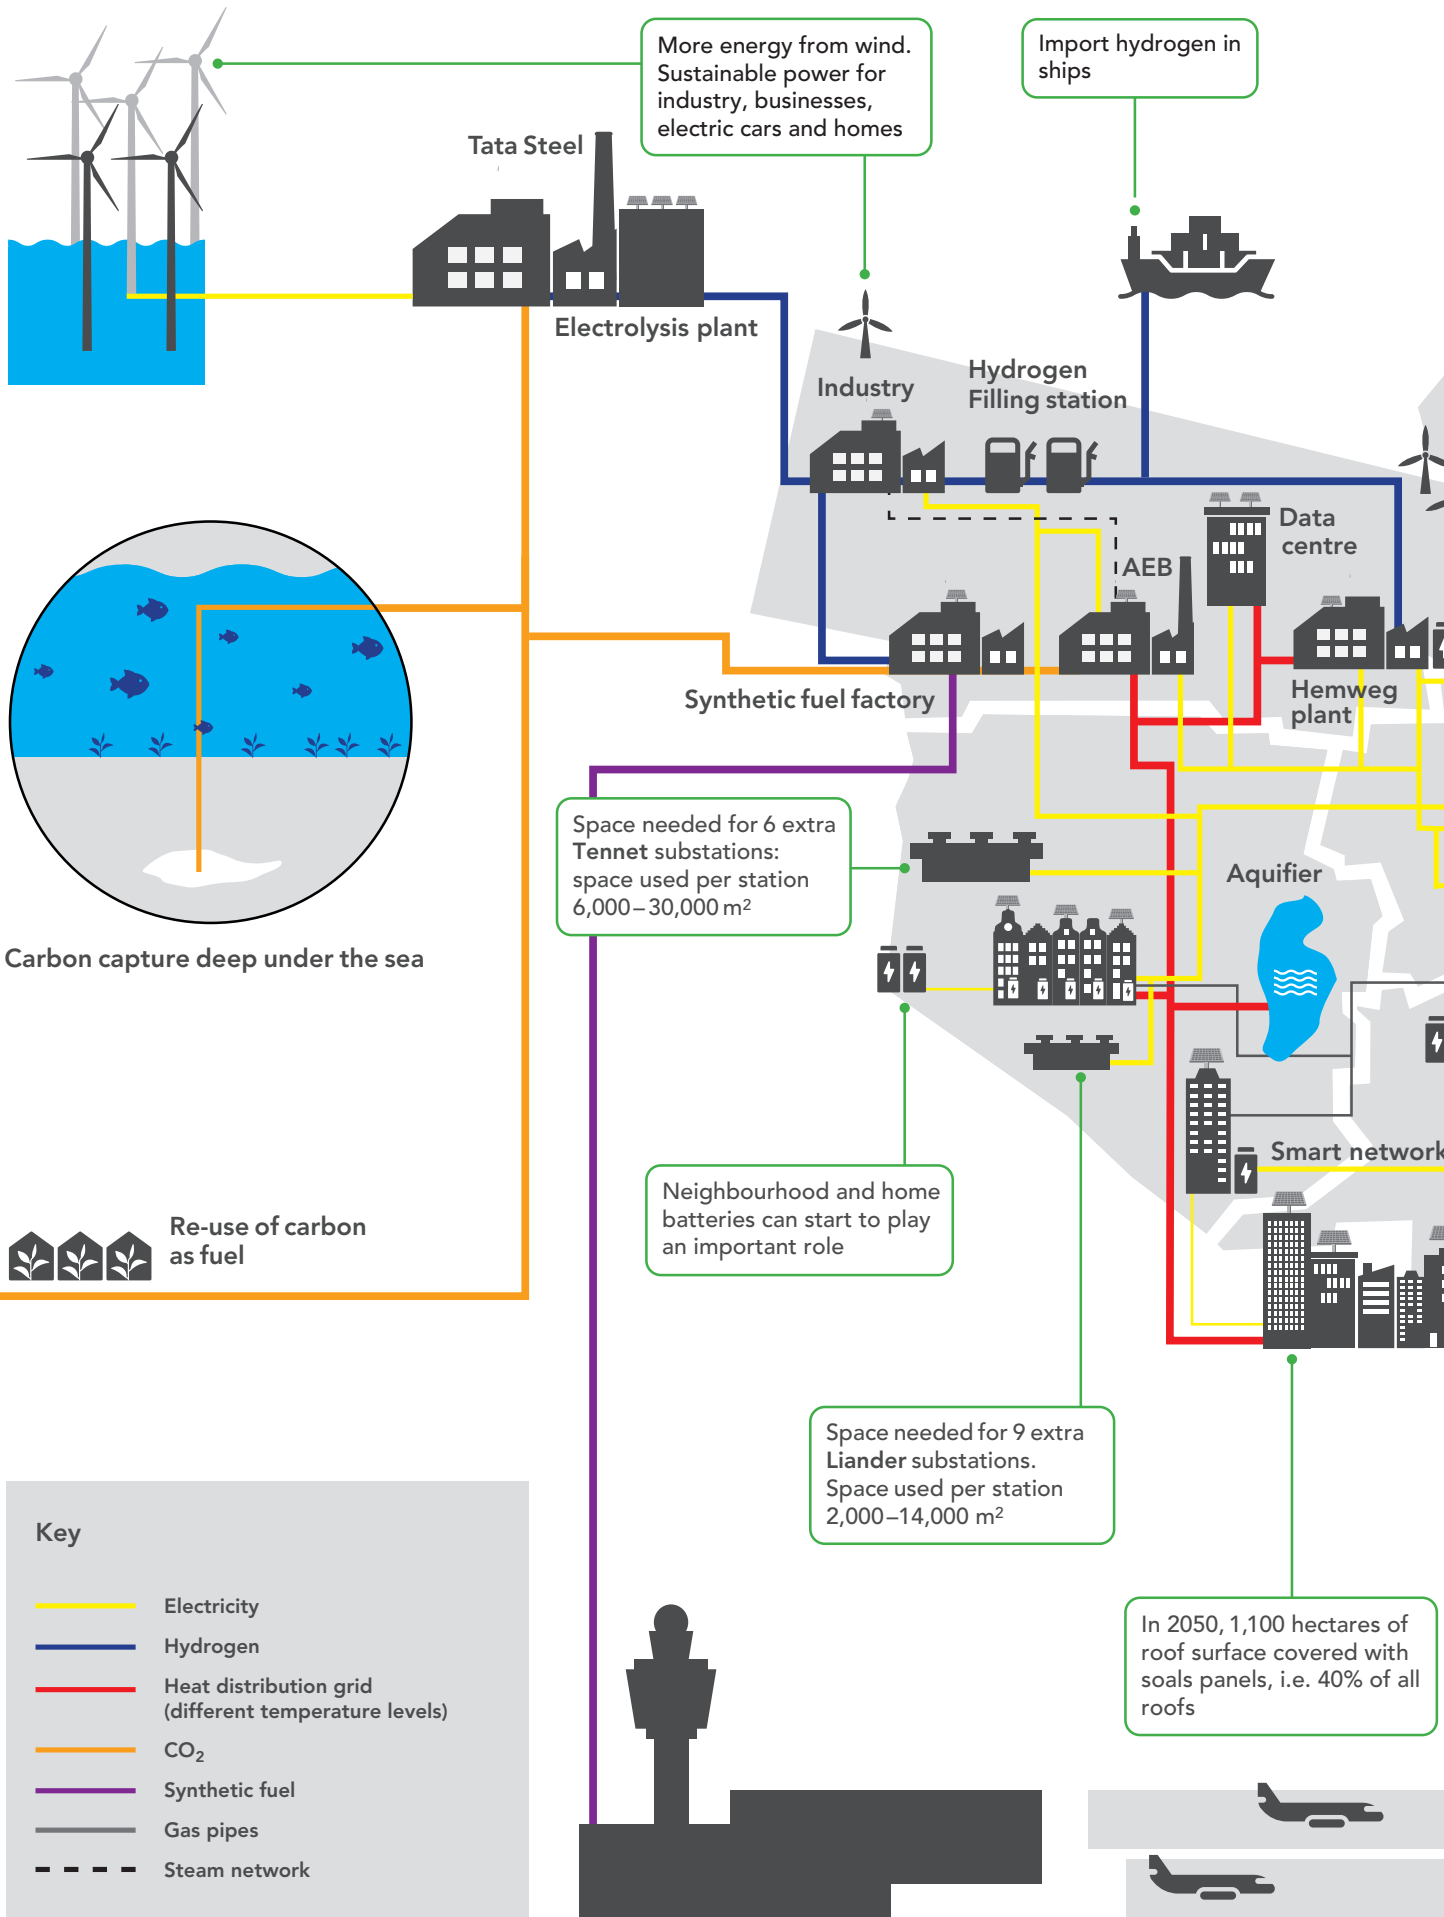 More energy from wind.
Sustainable power for
industry, businesses,
electric cars and homes
Import hydrogen in
ships
Tata Steel
Electrolysis plant
Industry
Hydrogen
Filling station
Data
centre
AEB
Synthetic fuel factory
Hemweg
plant
Space needed for 6 extra
Tennet substations:
space used per station
6,000–30,000 m²
Aquifier
Carbon capture deep under the sea
Smart network
Neighbourhood and home
batteries can start to play
an important role
Re-use of carbon
as fuel
Space needed for 9 extra
Liander substations.
Space used per station
2,000–14,000 m²
In 2050, 1,100 hectares of
roof surface covered with
soals panels, i.e. 40% of all
roofs
Key
Electricity
Hydrogen
Heat distribution grid
(different temperature levels)
CO₂
Synthetic fuel
Gas pipes
Steam network